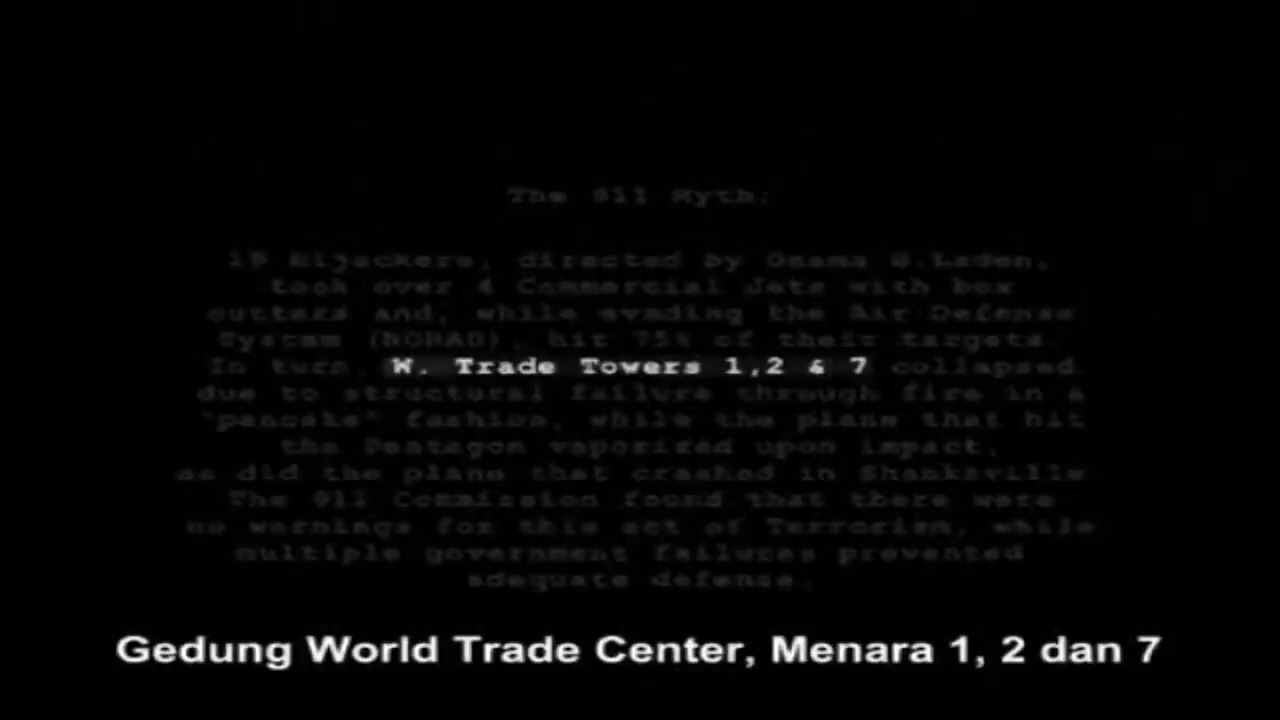 The 911 Myth:
19 Hijackers, directed by Osama B.Laden,
took over 4 Commercial Jets with box
cutters and, while evading the Air Defense
System (NORAD), hit 75% of their targets.
In turn, W. Trade Towers 1,2 & 7 collapsed
due to structural failure through fire in a
"pancake" fashion, while the plane that hit
the Pentagon vaporized upon impact,
as did the plane that crashed in Shanksville.
The 911 Commission found that there were
no warnings for this act of Terrorism, while
multiple government failures prevented
adequate defense.
Gedung World Trade Center, Menara 1, 2 dan 7